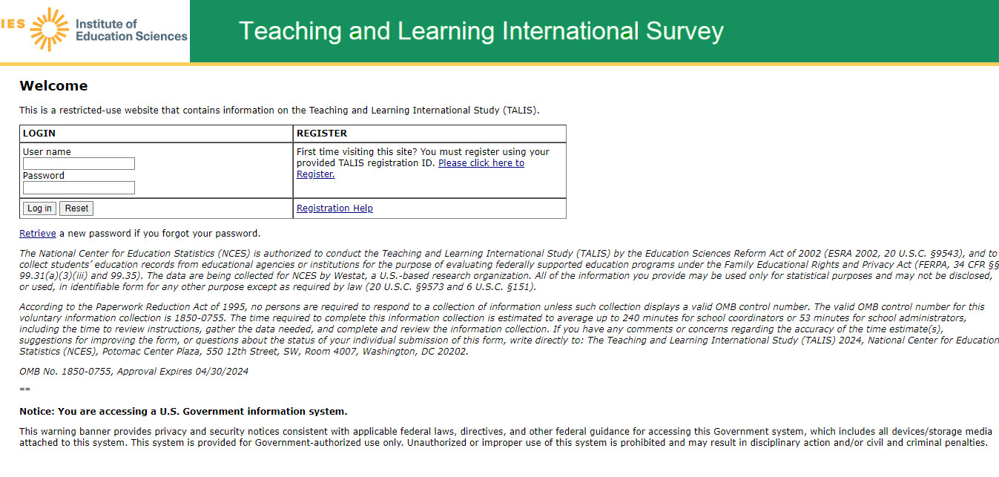 IES Institute of
Education Sciences
Teaching and Learning International Survey
Welcome
This is a restricted-use website that contains information on the Teaching and Learning International Study (TALIS).
LOGIN
User name
Password
Log in Reset
REGISTER
First time visiting this site? You must register using your
provided TALIS registration ID. Please click here to
Register.
Registration Help
Retrieve a new password if you forgot your password.
The National Center for Education Statistics (NCES) is authorized to conduct the Teaching and Learning International Study (TALIS) by the Education Sciences Reform Act of 2002 (ESRA 2002, 20 U.S.C. §9543), and to
collect students’ education records from educational agencies or institutions for the purpose of evaluating federally supported education programs under the Family Educational Rights and Privacy Act (FERPA, 34 CFR §§
99.31(a)(3)(iii) and 99.35). The data are being collected for NCES by Westat, a U.S.-based research organization. All of the information you provide may be used only for statistical purposes and may not be disclosed,
or used, in identifiable form for any other purpose except as required by law (20 U.S.C. §9573 and 6 U.S.C. §151).
According to the Paperwork Reduction Act of 1995, no persons are required to respond to a collection of information unless such collection displays a valid OMB control number. The valid OMB control number for this
voluntary information collection is 1850-0755. The time required to complete this information collection is estimated to average up to 240 minutes for school coordinators or 53 minutes for school administrators,
including the time to review instructions, gather the data needed, and complete and review the information collection. If you have any comments or concerns regarding the accuracy of the time estimate(s),
suggestions for improving the form, or questions about the status of your individual submission of this form, write directly to: The Teaching and Learning International Study (TALIS) 2024, National Center for Education
Statistics (NCES), Potomac Center Plaza, 550 12th Street, SW, Room 4007, Washington, DC 20202.
OMB No. 1850-0755, Approval Expires 04/30/2024
**
Notice: You are accessing a U.S. Government information system.
This warning banner provides privacy and security notices consistent with applicable federal laws, directives, and other federal guidance for accessing this Government system, which includes all devices/storage media
attached to this system. This system is provided for Government-authorized use only. Unauthorized or improper use of this system is prohibited and may result in disciplinary action and/or civil and criminal penalties.